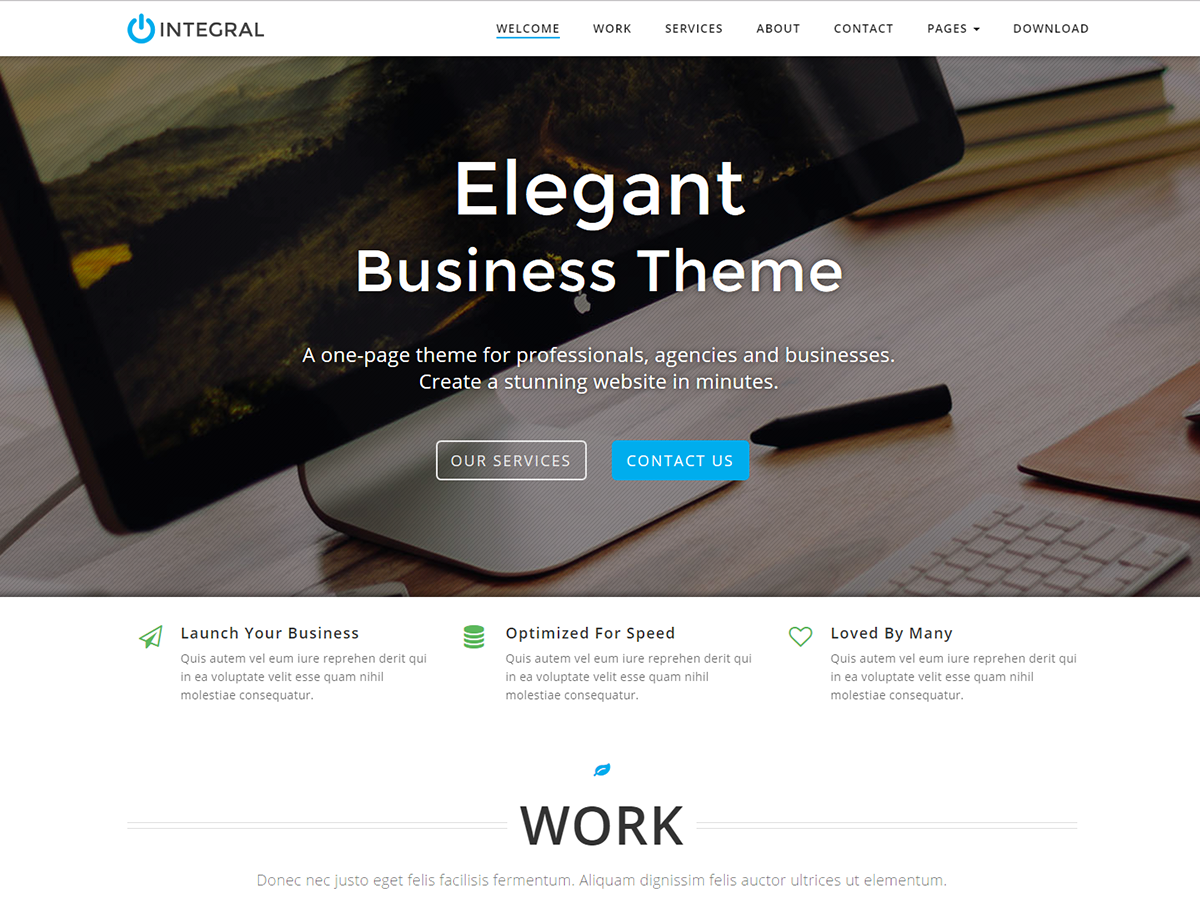 INTEGRAL
WELCOME WORK SERVICES ABOUT CONTACT PAGES DOWNLOAD
Elegant
Business Theme
A one-page theme for professionals, agencies and businesses.
Create a stunning website in minutes.
OUR SERVICES CONTACT US
Launch Your Business
Quis autem vel eum iure reprehen derit qui
in ea voluptate velit esse quam nihil
molestiae consequatur.
Optimized For Speed
Quis autem vel eum iure reprehen derit qui
in ea voluptate velit esse quam nihil
molestiae consequatur.
Loved By Many
Quis autem vel eum iure reprehen derit qui
in ea voluptate velit esse quam nihil
molestiae consequatur.
WORK
Donec nec justo eget felis facilisis fermentum. Aliquam dignissim felis auctor ultrices ut elementum.